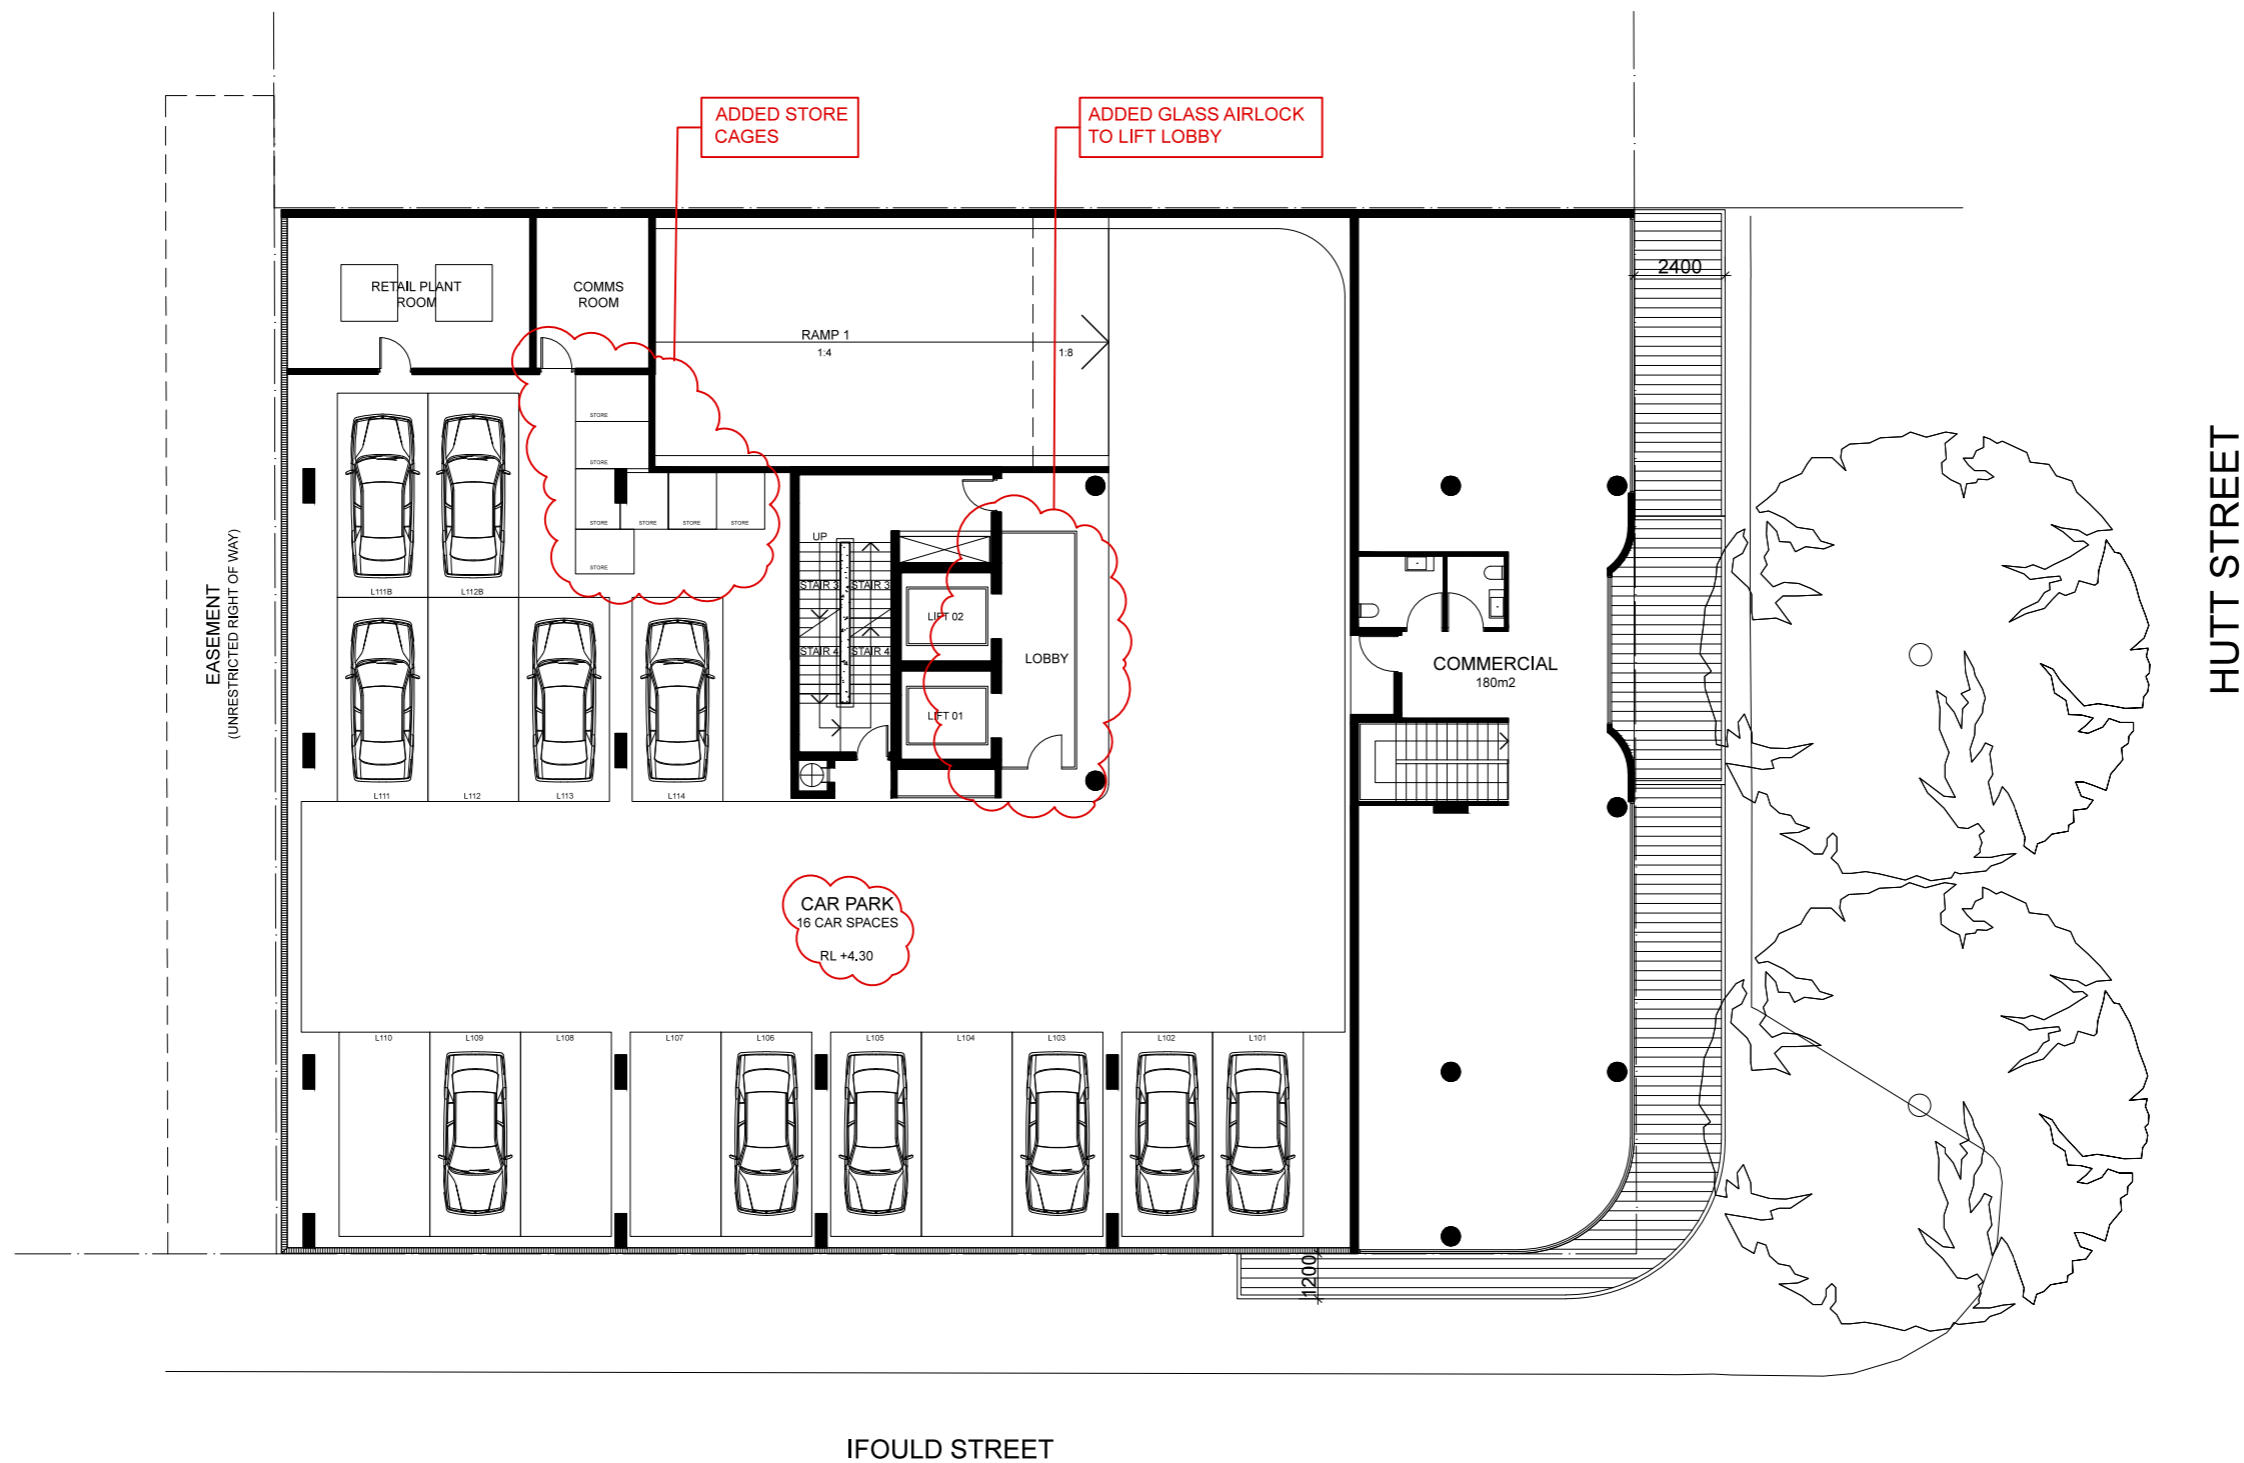 ADDED STORE
CAGES
ADDED GLASS AIRLOCK
TO LIFT LOBBY
2400
RETAIL PLANT
ROOM
COMMS
ROOM
RAMP 1
1:4
1:8
STORE
STORE
STORE
STORE
STORE
STORE
STORE
UP
STAIR 3
STAIR 3
STAIR 4
STAIR 4
LIFT 02
LIFT 01
LOBBY
COMMERCIAL
180m2
HUTT STREET
EASEMENT
(UNRESTRICTED RIGHT OF WAY)
L111B
L112B
L111
L112
L113
L114
CAR PARK
16 CAR SPACES
RL +4.30
L110
L109
L108
L107
L106
L105
L104
L103
L102
L101
1200
IFOULD STREET